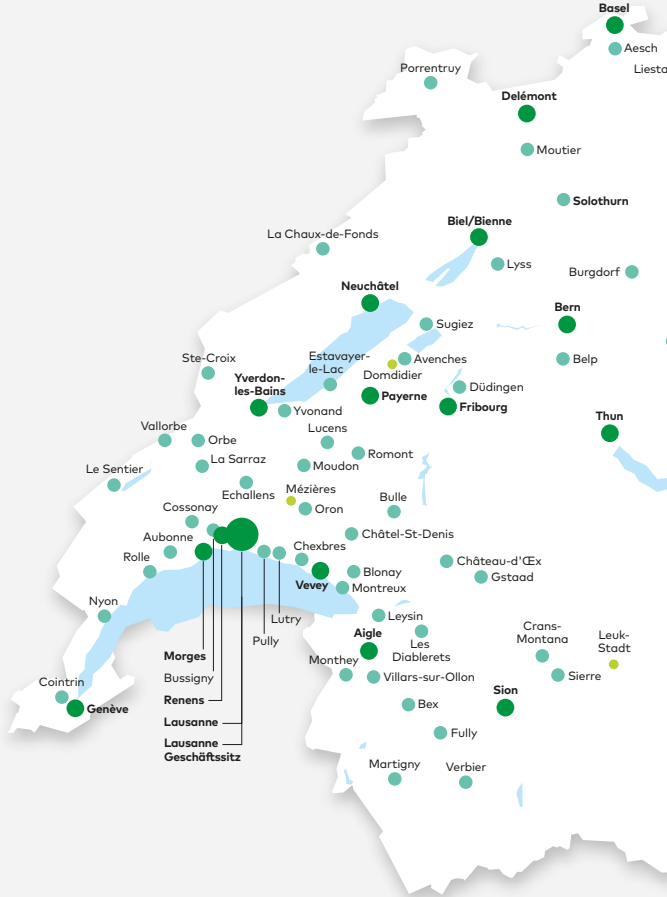 Basel
Aesch
Liesta
Porrentruy
Delémont
Moutier
Solothurn
Biel/Bienne
La Chaux-de-Fonds
Lyss
Burgdorf
Neuchâtel
Bern
Sugiez
Ste-Croix
Estavayer-
le-Lac
Avenches
Belp
Domdidier
Yverdon-
les-Bains
Düdingen
Payerne
Fribourg
Yvonand
Thun
Vallorbe
Orbe
Lucens
Romont
La Sarraz
Moudon
Le Sentier
Echallens
Mézières
Bulle
Cossonay
Oron
Aubonne
Châtel-St-Denis
Chexbres
Rolle
Château-d'Œx
Blonay
Gstaad
Vevey
Montreux
Nyon
Lutry
Leysin
Pully
Aigle
Les
Diablerets
Crans-
Montana
Leuk-
Stadt
Morges
Monthey
Bussigny
Villars-sur-Ollon
Sierre
Cointrin
Renens
Sion
Genève
Bex
Lausanne
Fully
Lausanne
Geschäftssitz
Martigny
Verbier